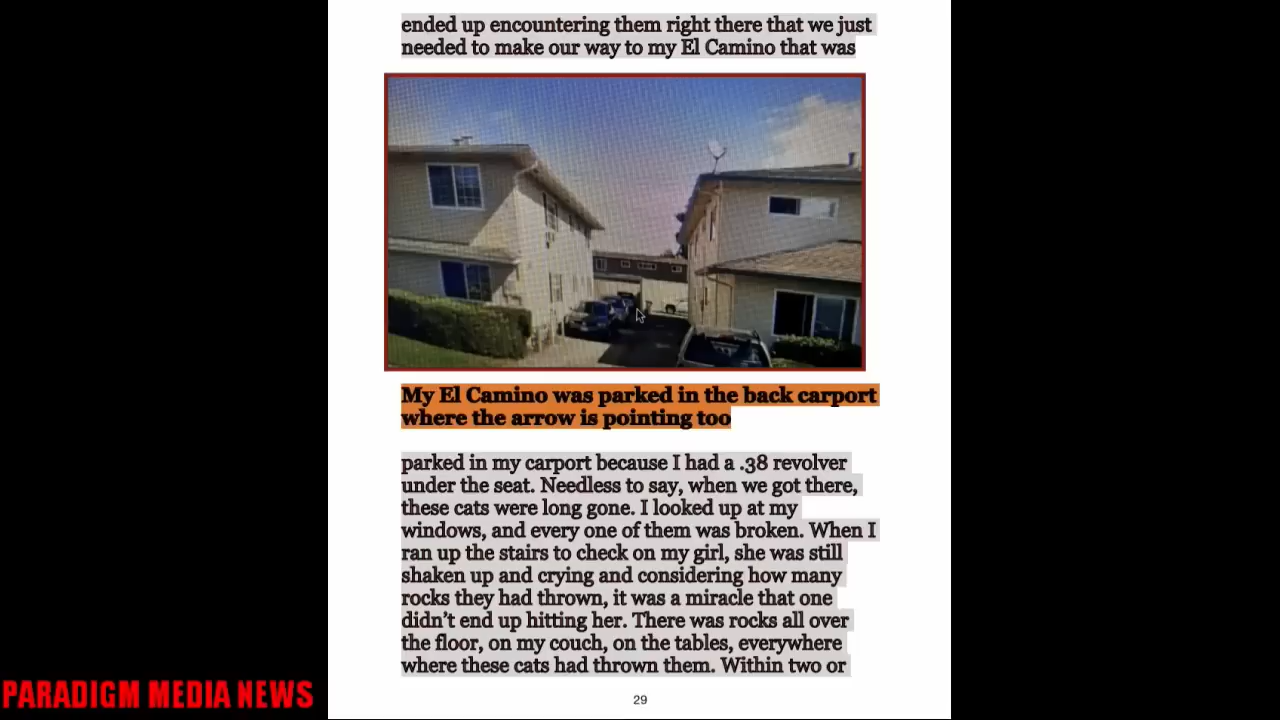 ended up encountering them right there that we just
needed to make our way to my El Camino that was
My El Camino was parked in the back carport
where the arrow is pointing too
parked in my carport because I had a .38 revolver
under the seat. Needless to say, when we got there,
these cats were long gone. I looked up at my
windows, and every one of them was broken. When I
ran up the stairs to check on my girl, she was still
shaken up and crying and considering how many
rocks they had thrown, it was a miracle that one
didn’t end up hitting her. There was rocks all over
the floor, on my couch, on the tables, everywhere
where these cats had thrown them. Within two or
29
PARADIGM MEDIA NEWS